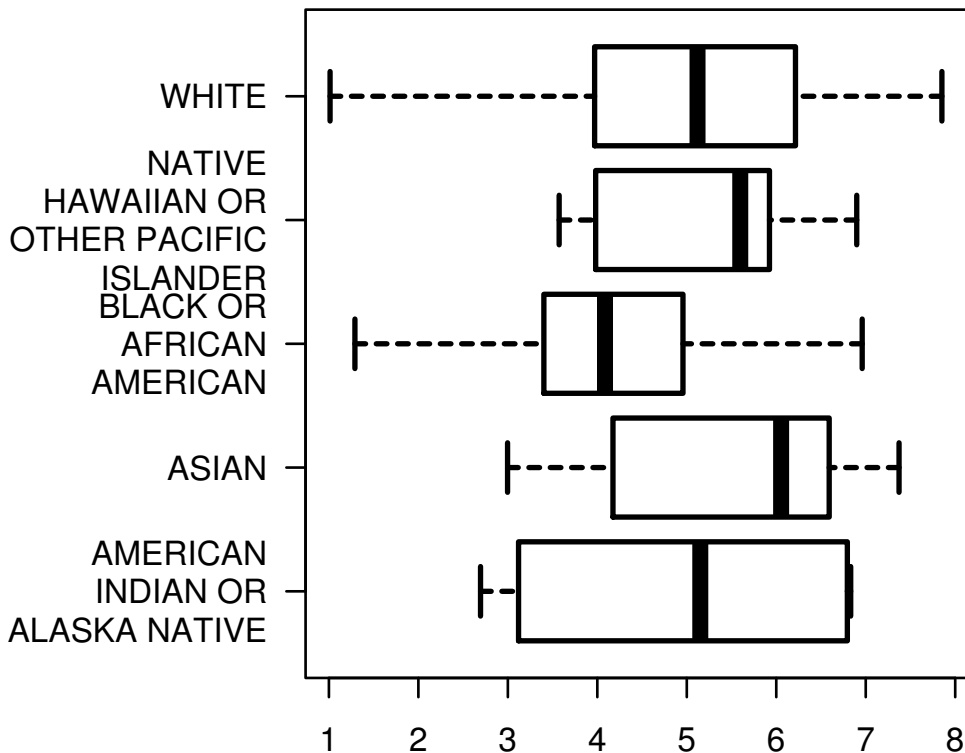 WHITE
NATIVE
HAWAIIAN OR
OTHER PACIFIC
ISLANDER
BLACK OR
AFRICAN
AMERICAN
ASIAN
AMERICAN
INDIAN OR
ALASKA NATIVE
1 2 3 4 5 6 7 8